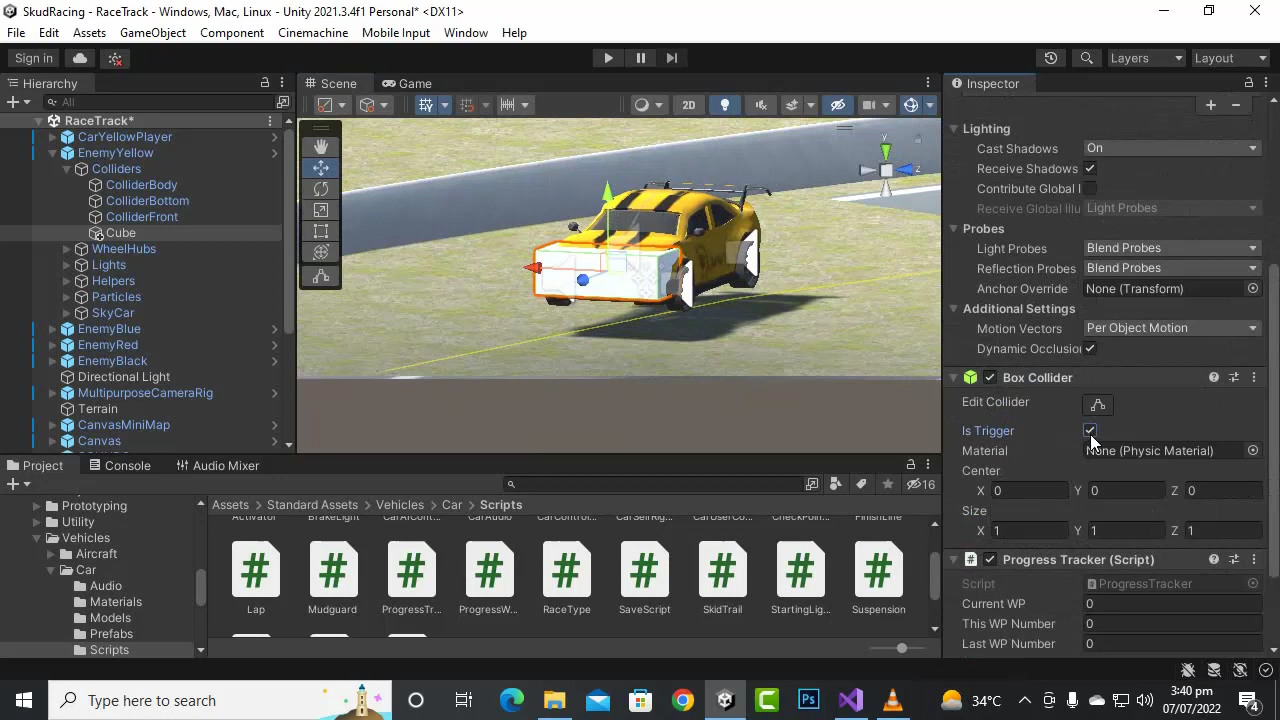 SkudRacing - RaceTrack - Windows, Mac, Linux - Unity 2021.3.4f1 Personal* <DX11>
File Edit Assets GameObject Component Cinemachine Mobile Input Window Help
Sign in Layers Layout
Hierarchy
All
RaceTrack*
CarYellowPlayer
EnemyYellow
Colliders
ColliderBody
ColliderBottom
ColliderFront
Cube
WheelHubs
Lights
Helpers
Particles
SkyCar
EnemyBlue
EnemyRed
EnemyBlack
Directional Light
MultipurposeCameraRig
Terrain
CanvasMiniMap
Canvas
Scene Game
2D
y
z
Inspector
Lighting
Cast Shadows On
Receive Shadows
Contribute Global I
Receive Global Illu Light Probes
Probes
Light Probes Blend Probes
Reflection Probes Blend Probes
Anchor Override None (Transform)
Additional Settings
Motion Vectors Per Object Motion
Dynamic Occlusion
Box Collider
Edit Collider
Is Trigger
Material None (Physic Material)
Center
X 0 Y 0 Z 0
Size
X 1 Y 1 Z 1
Progress Tracker (Script)
Script ProgressTracker
Current WP 0
This WP Number 0
Last WP Number 0
Project Console Audio Mixer
16
Prototyping
Utility
Vehicles
Aircraft
Car
Audio
Materials
Models
Prefabs
Scripts
Assets > Standard Assets > Vehicles > Car > Scripts
Lap Mudguard ProgressTr... ProgressW... RaceType SaveScript SkidTrail StartingLig... Suspension
Type here to search
34°C
3:40 pm
07/07/2022
4